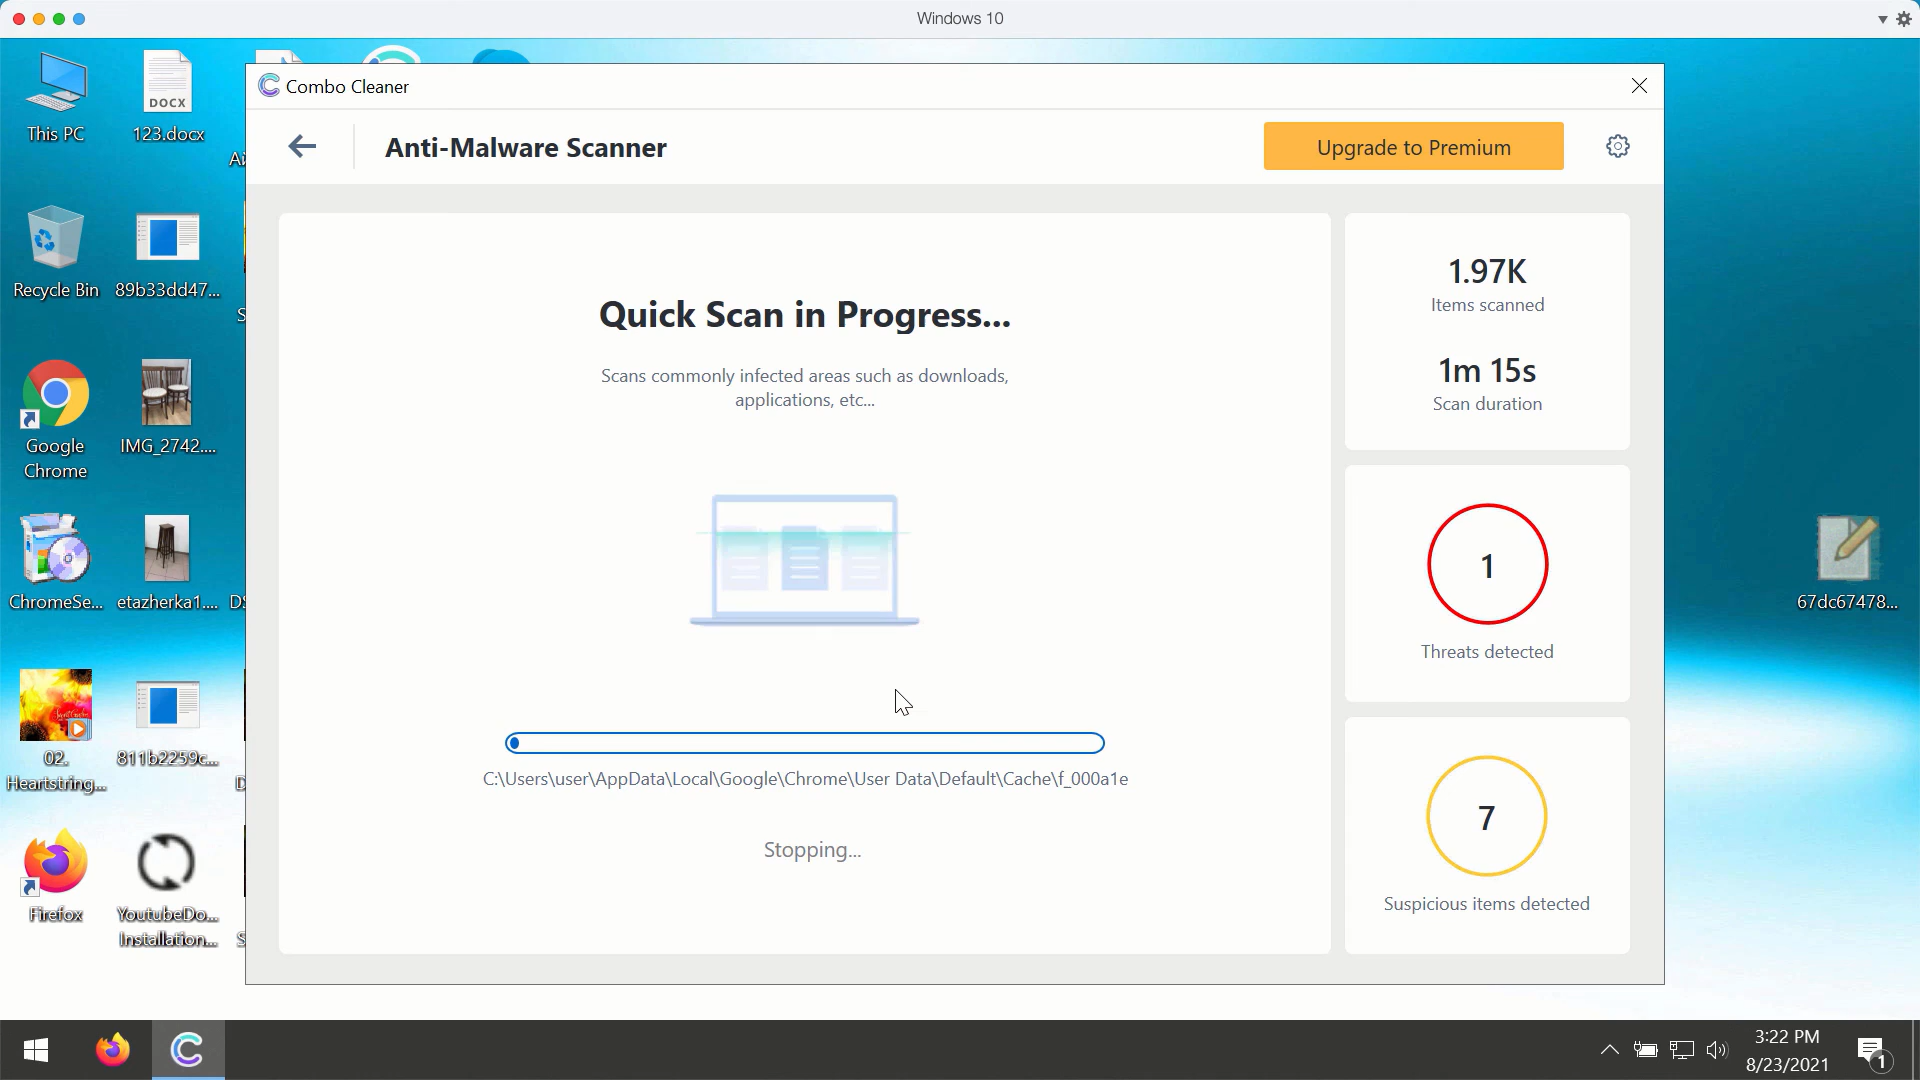 Windows 10
Combo Cleaner
Anti-Malware Scanner
Upgrade to Premium
Quick Scan in Progress...
Scans commonly infected areas such as downloads,
applications, etc...
C:\Users\user\AppData\Local\Google\Chrome\User Data\Default\Cache\f_000a1e
Stopping...
1.97K
Items scanned
1m 15s
Scan duration
1
Threats detected
7
Suspicious items detected
This PC
DOCX
123.docx
Recycle Bin
89b33dd47...
Google
Chrome
IMG_2742....
ChromeSe...
etazherka1....
02.
Heartstring...
811b2259c...
Firefox
YoutubeDo...
Installation...
67dc67478...
3:22 PM
8/23/2021
1